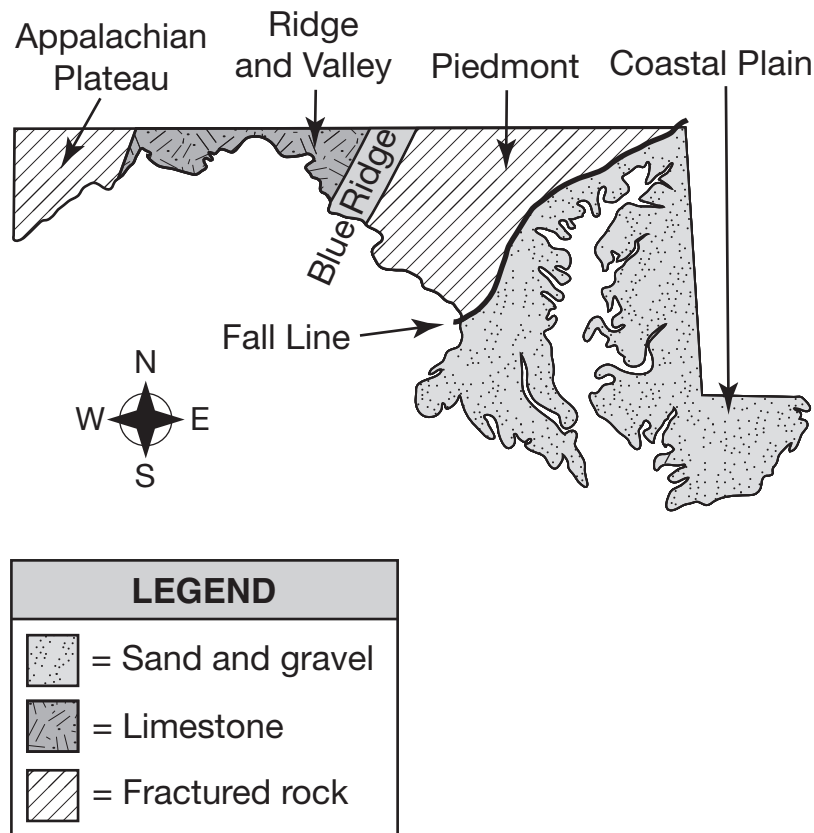 Appalachian
Plateau
Ridge
and Valley
Piedmont
Coastal Plain
Blue Ridge
Fall Line
N
W
E
S
LEGEND
= Sand and gravel
= Limestone
= Fractured rock